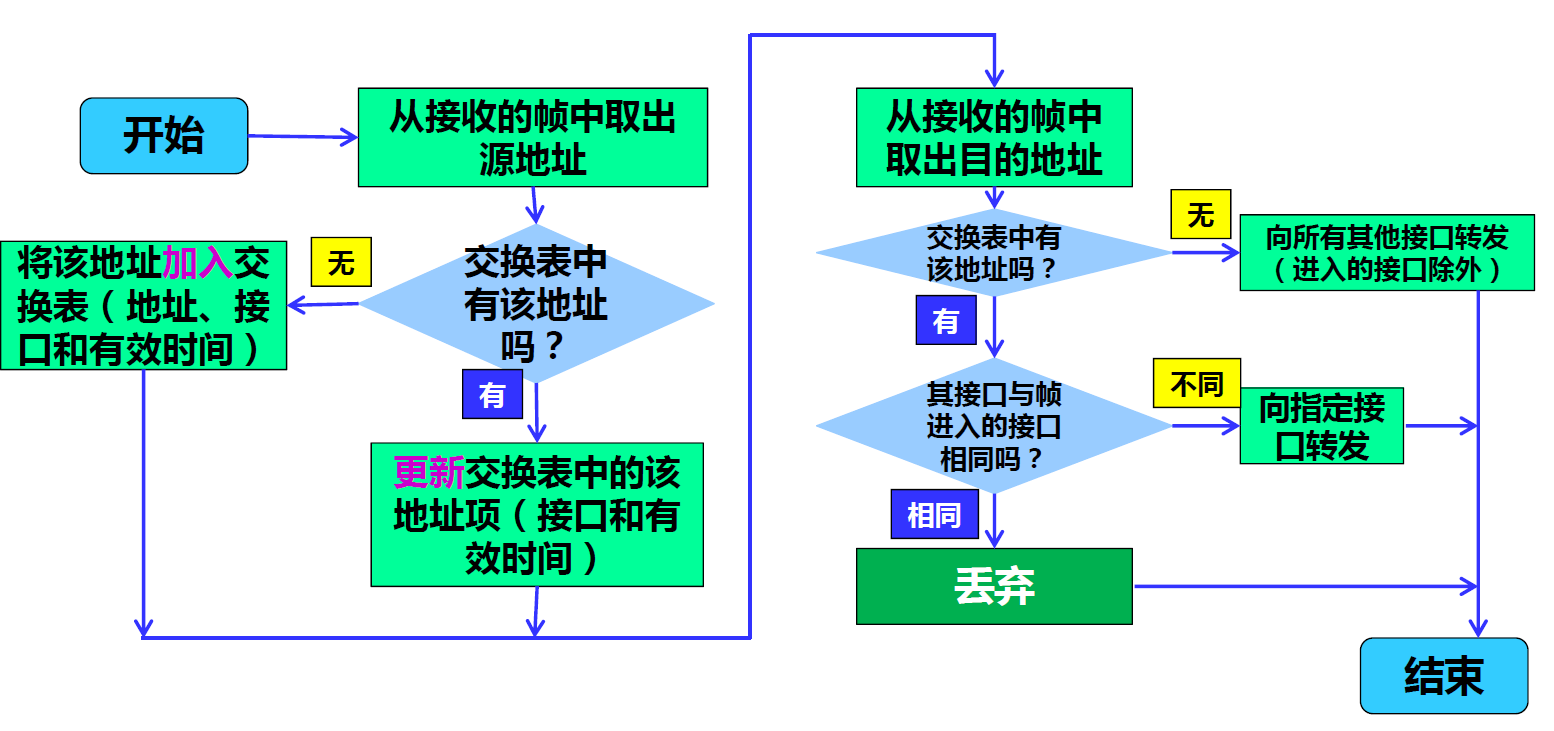 开始
从接收的帧中取出
源地址
交换表中
有该地址
吗？
无
将该地址加入交
换表（地址、接
口和有效时间）
有
更新交换表中的该
地址项（接口和有
效时间）
从接收的帧中
取出目的地址
交换表中有
该地址吗？
无
向所有其他接口转发
（进入的接口除外）
有
其接口与帧
进入的接口
相同吗？
不同
向指定接
口转发
相同
丢弃
结束